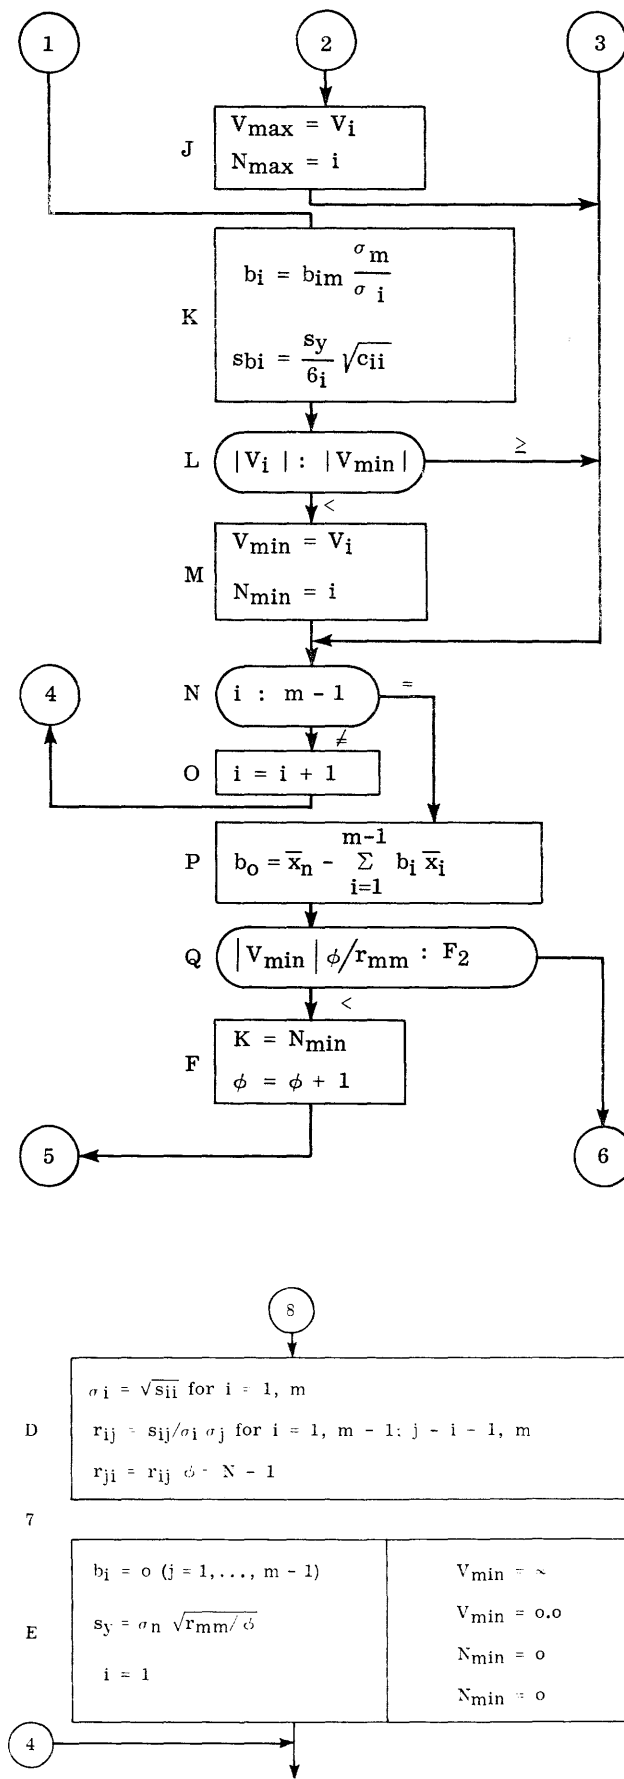 1 2 3
J
V_max = V_i
N_max = i
K
b_i = b_im σ_m / σ_i
s_bi = s_y / 6_i √c_ii
L |V_i| : |V_min| ≥
<
M
V_min = V_i
N_min = i
4 N i : m - 1 =
≠
O i = i + 1
P b_o = x̄_n - m-1 Σ i=1 b_i x̄_i
Q |V_min| φ/r_mm : F_2
<
F
K = N_min
φ = φ + 1
5 6
8
D
σ_i = √s_ii for i = 1, m
r_ij = s_ij/σ_i σ_j for i = 1, m - 1; j - i - 1, m
r_ji = r_ij φ - N - 1
7
E
b_i = o (j = 1, . . . , m - 1)
s_y = σ_n √r_mm/φ
i = 1
V_min = ∞
V_min = o.o
N_min = o
N_min = o
4